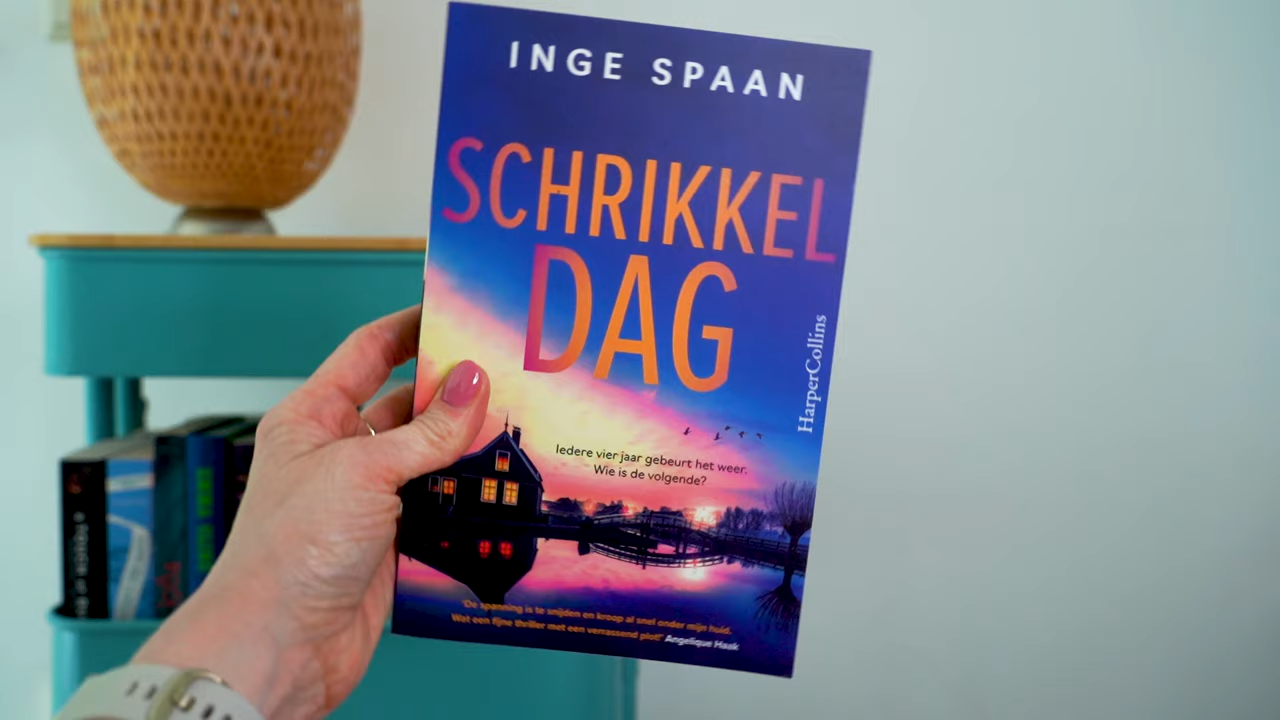 INGE SPAAN
SCHRIKKEL
DAG
HarperCollins
Iedere vier jaar gebeurt het weer.
Wie is de volgende?
'De spanning is te snijden en kroop al snel onder mijn huid.
Wat een fijne thriller met een verrassend plot!' Angelique Haak